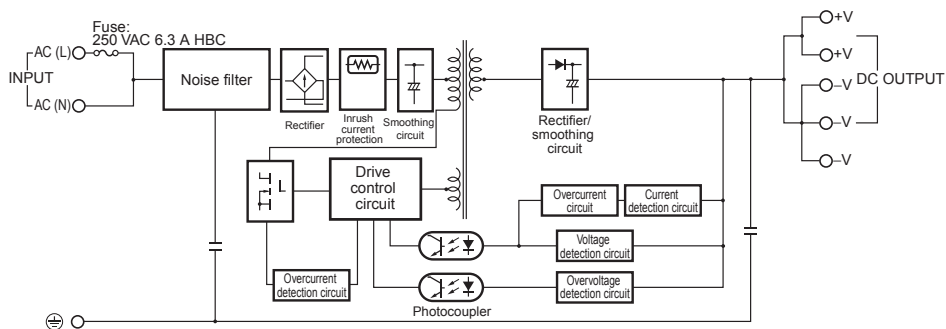 Fuse:
250 VAC 6.3 A HBC
AC (L)
INPUT
AC (N)
Noise filter
Rectifier
Inrush
current
protection
Smoothing
circuit
Rectifier/
smoothing
circuit
+V
+V
DC OUTPUT
–V
–V
–V
Drive
control
circuit
Overcurrent
circuit
Current
detection circuit
Voltage
detection circuit
Overcurrent
detection circuit
Overvoltage
detection circuit
Photocoupler